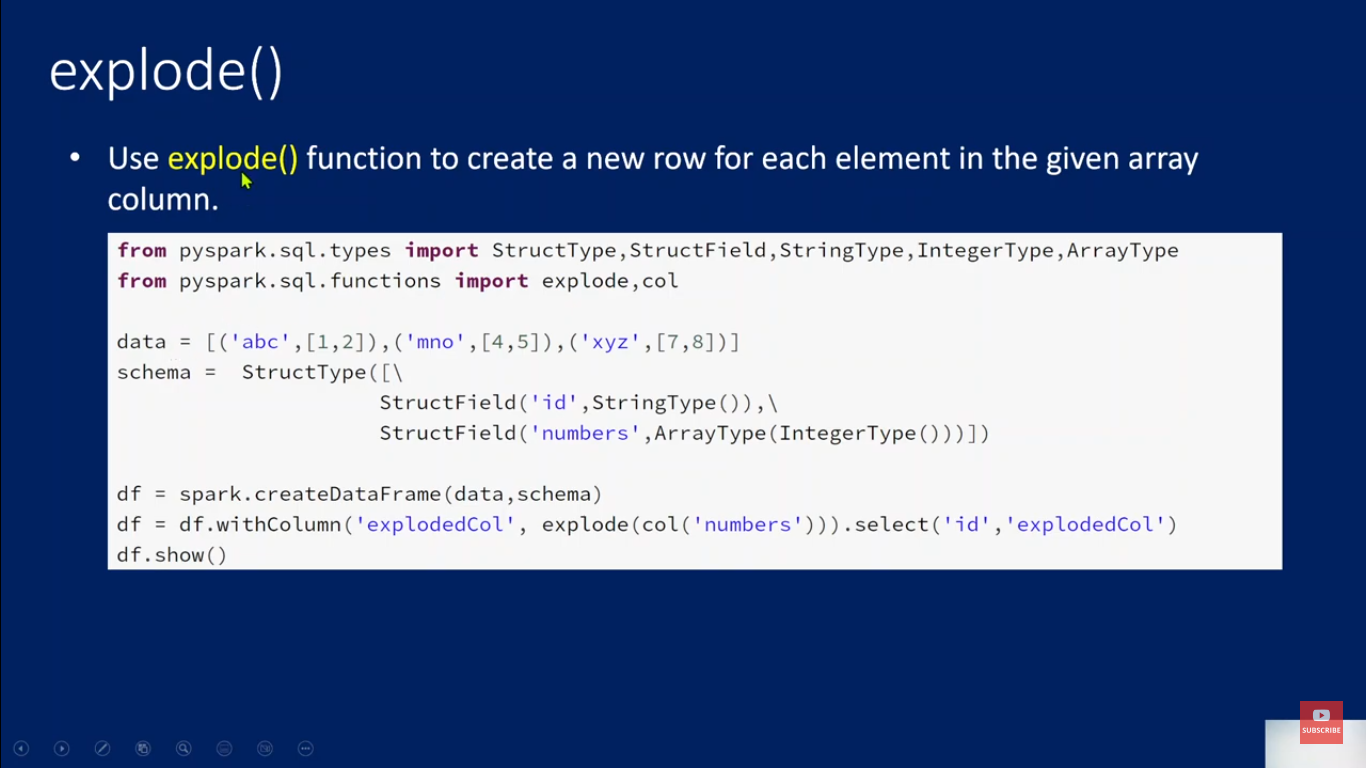 explode()
• Use explode() function to create a new row for each element in the given array
column.
from pyspark.sql.types import StructType,StructField,StringType,IntegerType,ArrayType
from pyspark.sql.functions import explode,col
data = [('abc',[1,2]),('mno',[4,5]),('xyz',[7,8])]
schema =  StructType([\
StructField('id',StringType()),\
StructField('numbers',ArrayType(IntegerType()))])
df = spark.createDataFrame(data,schema)
df = df.withColumn('explodedCol', explode(col('numbers'))).select('id','explodedCol')
df.show()
SUBSCRIBE